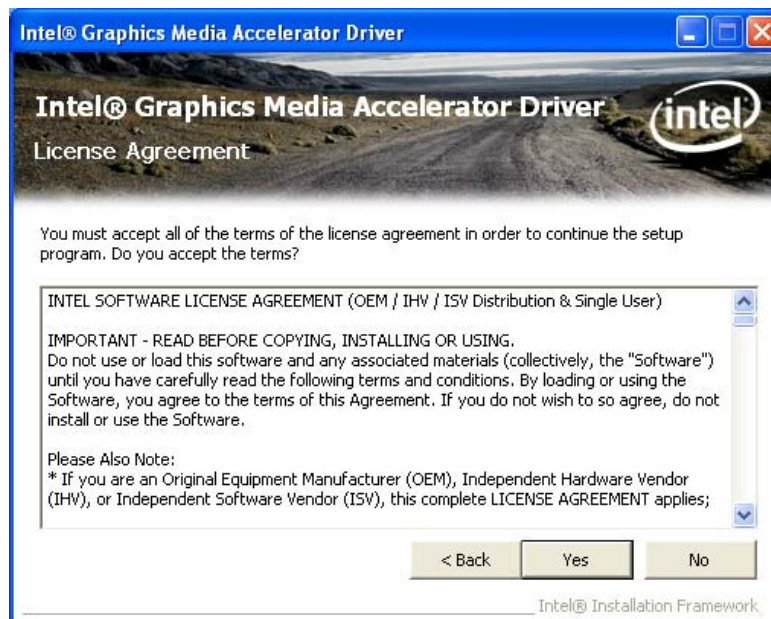 Intel® Graphics Media Accelerator Driver
Intel® Graphics Media Accelerator Driver
intel
License Agreement
You must accept all of the terms of the license agreement in order to continue the setup
program. Do you accept the terms?
INTEL SOFTWARE LICENSE AGREEMENT (OEM / IHV / ISV Distribution & Single User)
IMPORTANT - READ BEFORE COPYING, INSTALLING OR USING.
Do not use or load this software and any associated materials (collectively, the "Software")
until you have carefully read the following terms and conditions. By loading or using the
Software, you agree to the terms of this Agreement. If you do not wish to so agree, do not
install or use the Software.
Please Also Note:
* If you are an Original Equipment Manufacturer (OEM), Independent Hardware Vendor
(IHV), or Independent Software Vendor (ISV), this complete LICENSE AGREEMENT applies;
< Back
Yes
No
Intel® Installation Framework